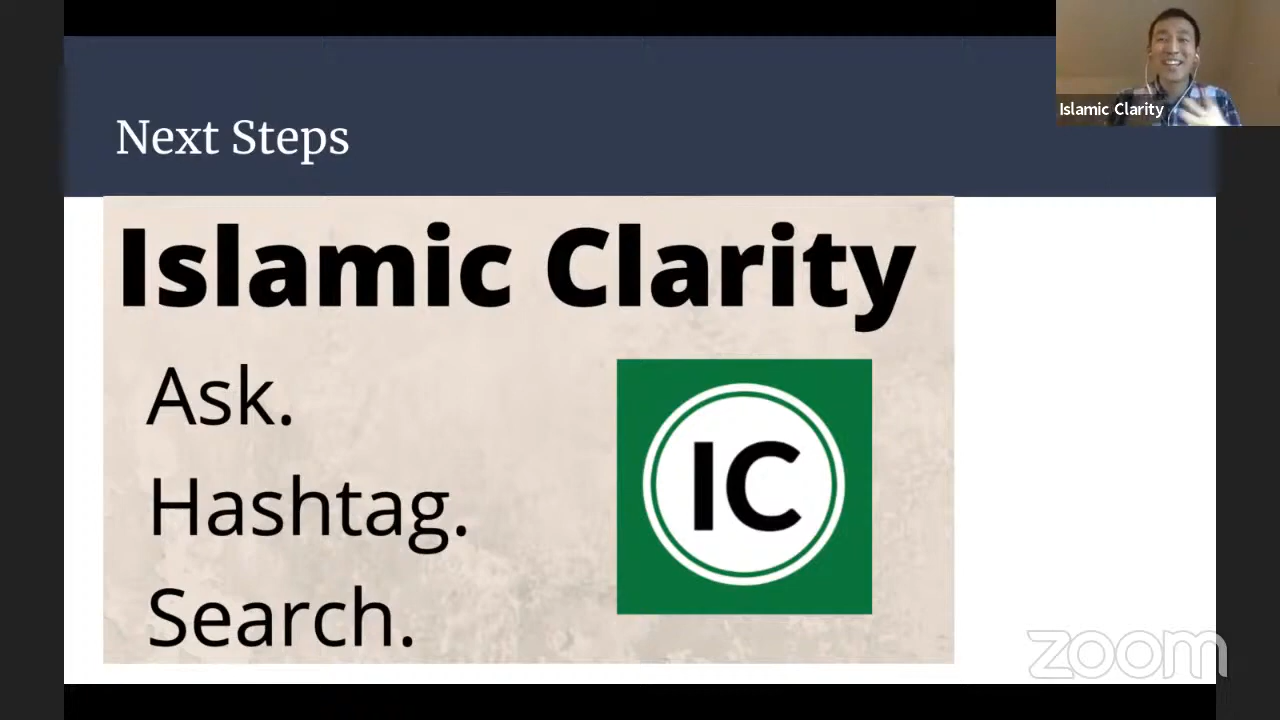 Islamic Clarity
Next Steps
Islamic Clarity
Ask.
Hashtag.
Search.
IC
zoom